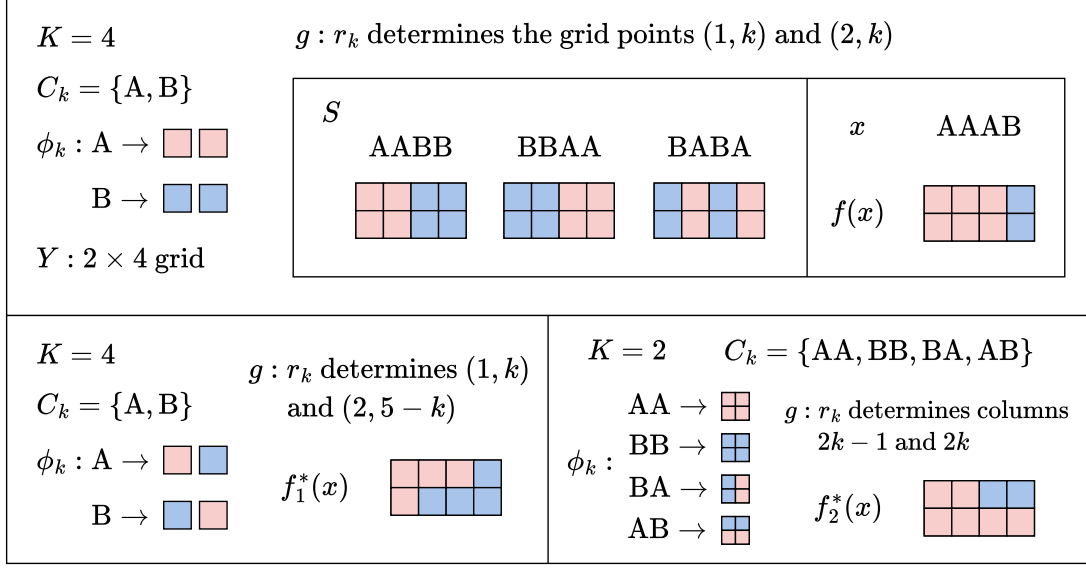 K = 4
g : r_k determines the grid points (1, k) and (2, k)
C_k = {A, B}
ϕ_k : A →
B →
Y : 2 × 4 grid
S
AABB BBAA BABA
x AAAB
f(x)
K = 4
g : r_k determines (1, k)
and (2, 5 − k)
C_k = {A, B}
ϕ_k : A →
B →
f_1^*(x)
K = 2 C_k = {AA, BB, BA, AB}
ϕ_k :
AA →
BB →
BA →
AB →
g : r_k determines columns
2k − 1 and 2k
f_2^*(x)